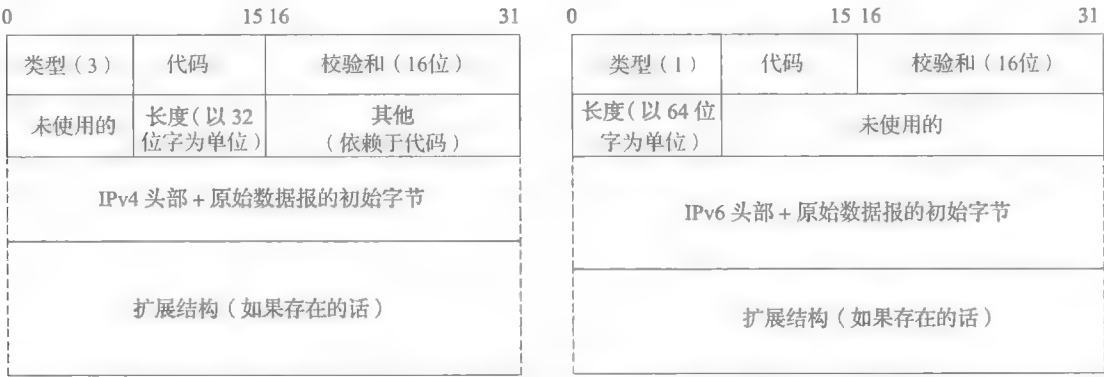 0 15 16 31
类型（3） 代码 校验和（16位）
未使用的 长度（以 32 位字为单位） 其他（依赖于代码）
IPv4 头部 + 原始数据报的初始字节
扩展结构（如果存在的话）
0 15 16 31
类型（1） 代码 校验和（16位）
长度（以 64 位字为单位） 未使用的
IPv6 头部 + 原始数据报的初始字节
扩展结构（如果存在的话）